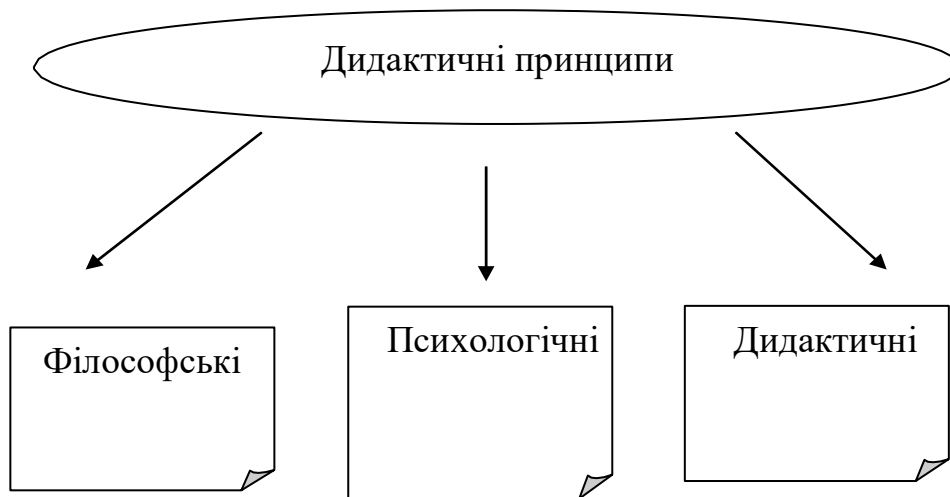 Дидактичні принципи
Філософські
Психологічні
Дидактичні